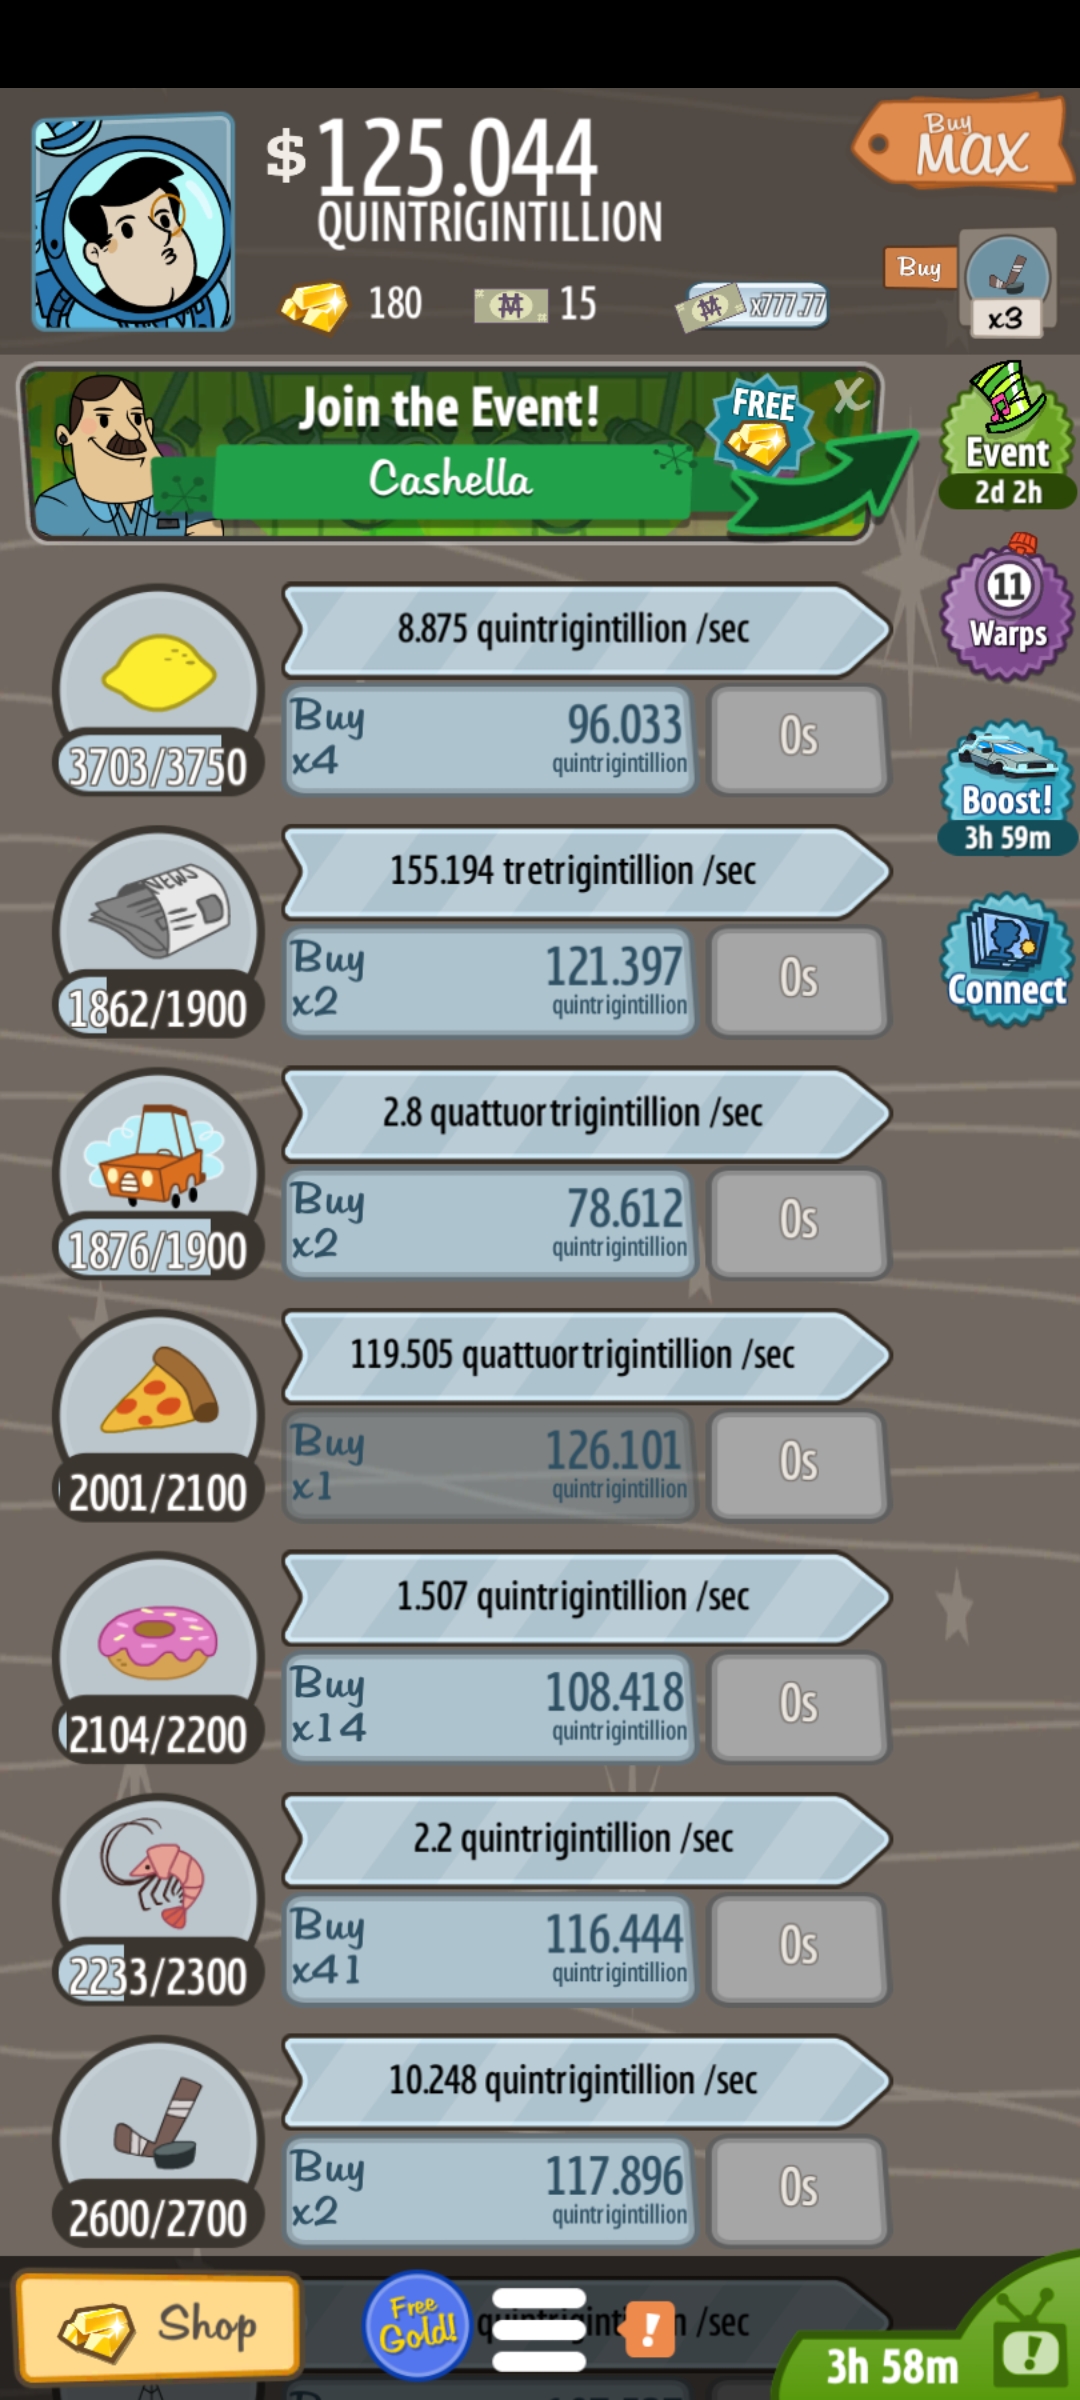 $125.044
QUINTRIGINTILLION
Buy
MAX
180
15
x777.77
Buy
x3
Join the Event!
FREE
X
Cashella
Event
2d 2h
11
Warps
8.875 quintrigintillion /sec
3703/3750
Buy
x4
96.033
quintrigintillion
0s
Boost!
3h 59m
155.194 tretrigintillion /sec
NEWS
1862/1900
Buy
x2
121.397
quintrigintillion
0s
Connect
2.8 quattuortrigintillion /sec
1876/1900
Buy
x2
78.612
quintrigintillion
0s
119.505 quattuortrigintillion /sec
2001/2100
Buy
x1
126.101
quintrigintillion
0s
1.507 quintrigintillion /sec
2104/2200
Buy
x14
108.418
quintrigintillion
0s
2.2 quintrigintillion /sec
2233/2300
Buy
x41
116.444
quintrigintillion
0s
10.248 quintrigintillion /sec
2600/2700
Buy
x2
117.896
quintrigintillion
0s
Shop
Free
Gold!
!
/sec
3h 58m
!